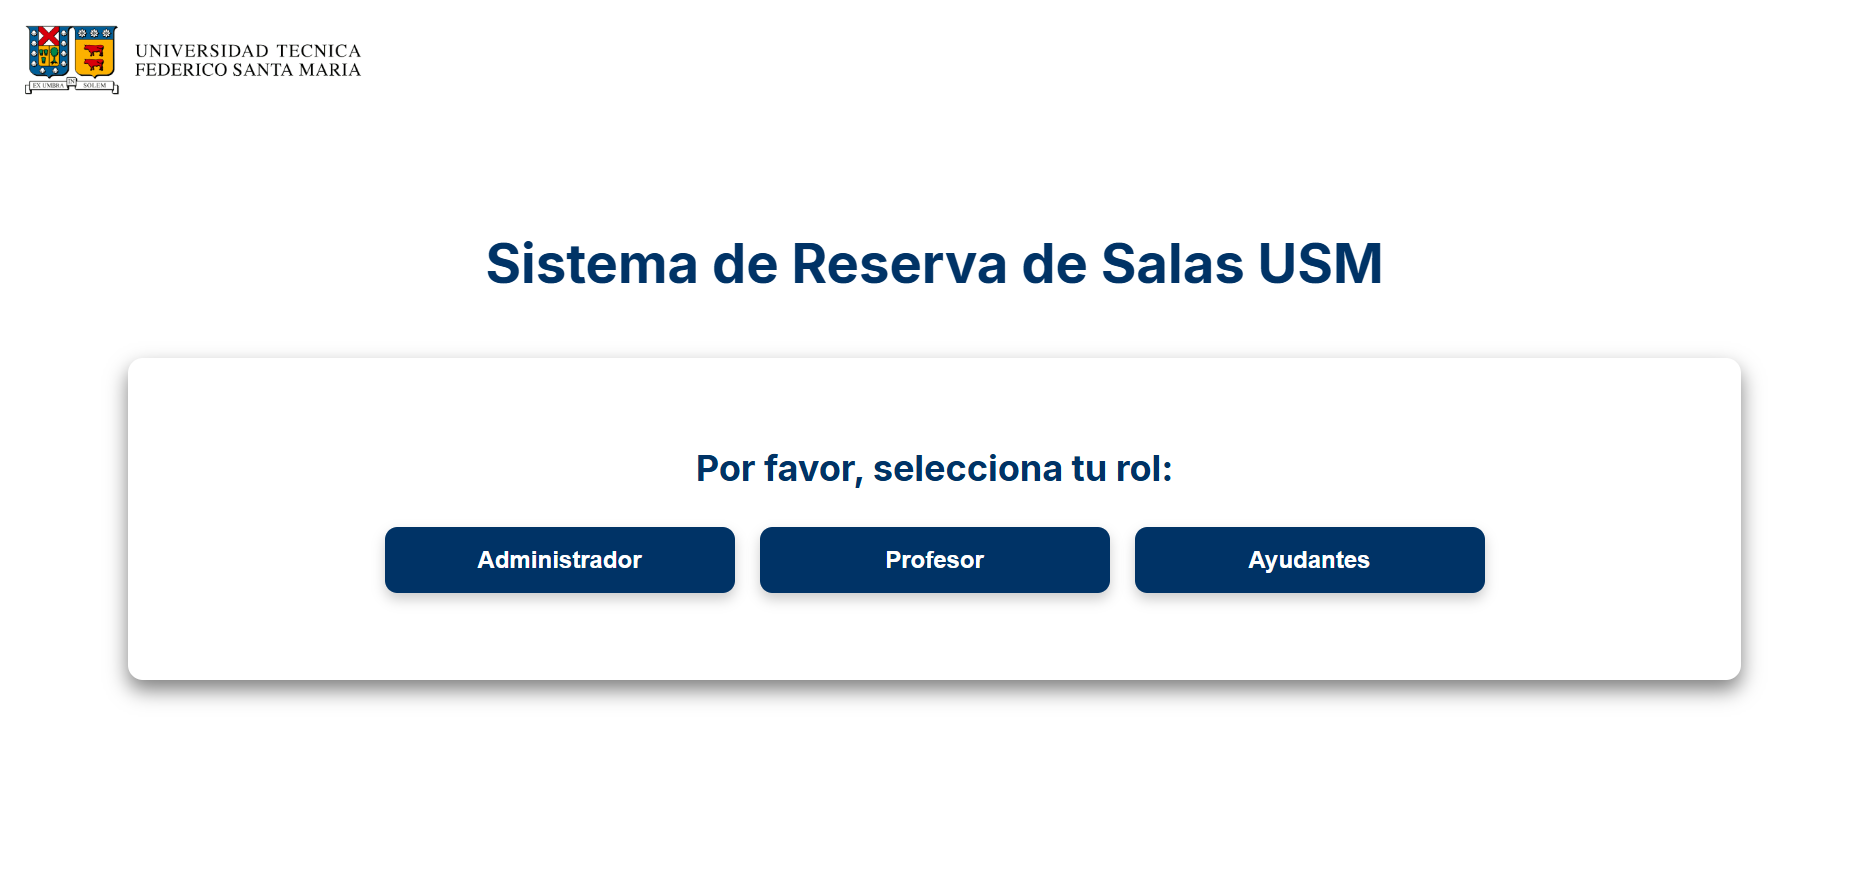 UNIVERSIDAD TECNICA
FEDERICO SANTA MARIA
EX UMBRA IN SOLEM
Sistema de Reserva de Salas USM
Por favor, selecciona tu rol:
Administrador
Profesor
Ayudantes